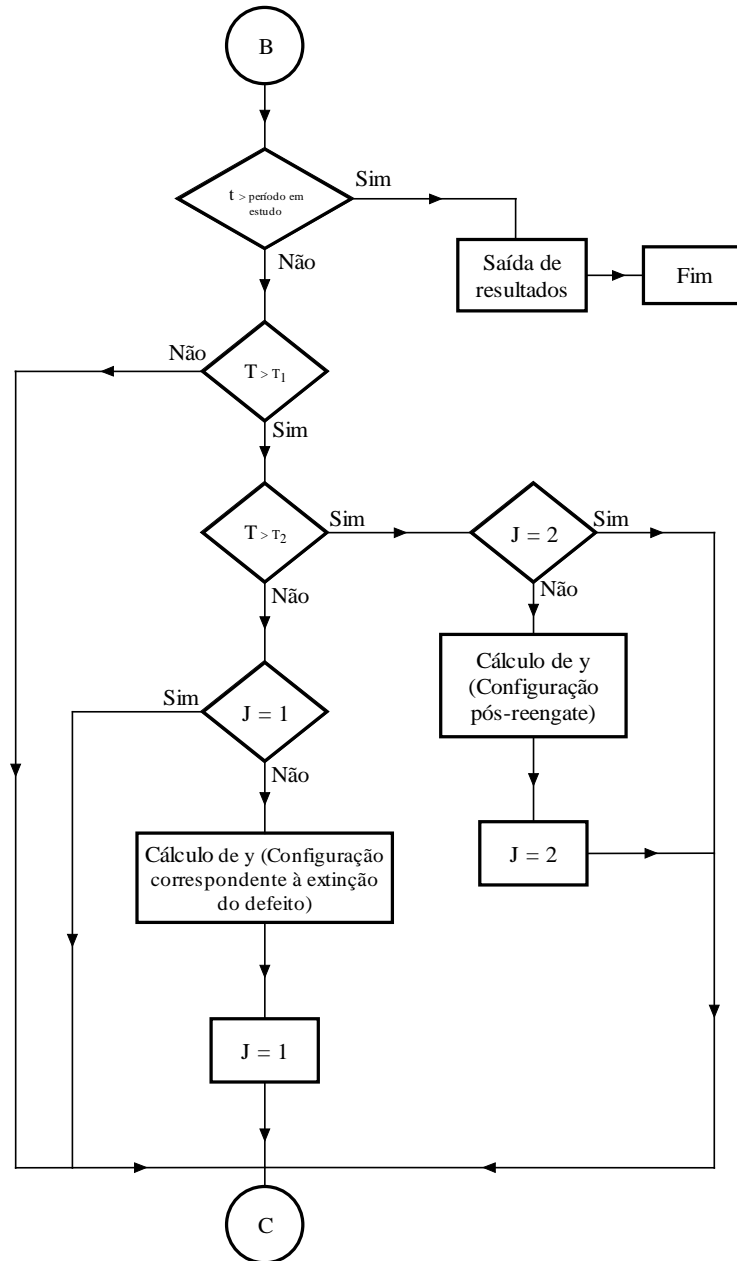 B
Sim
t > período em
estudo
Não
Saída de
resultados
Fim
Não
T > T1
Sim
T > T2
Sim
J = 2
Sim
Não
Não
Cálculo de y
(Configuração
pós-reengate)
Sim
J = 1
Não
J = 2
Cálculo de y (Configuração
correspondente à extinção
do defeito)
J = 1
C